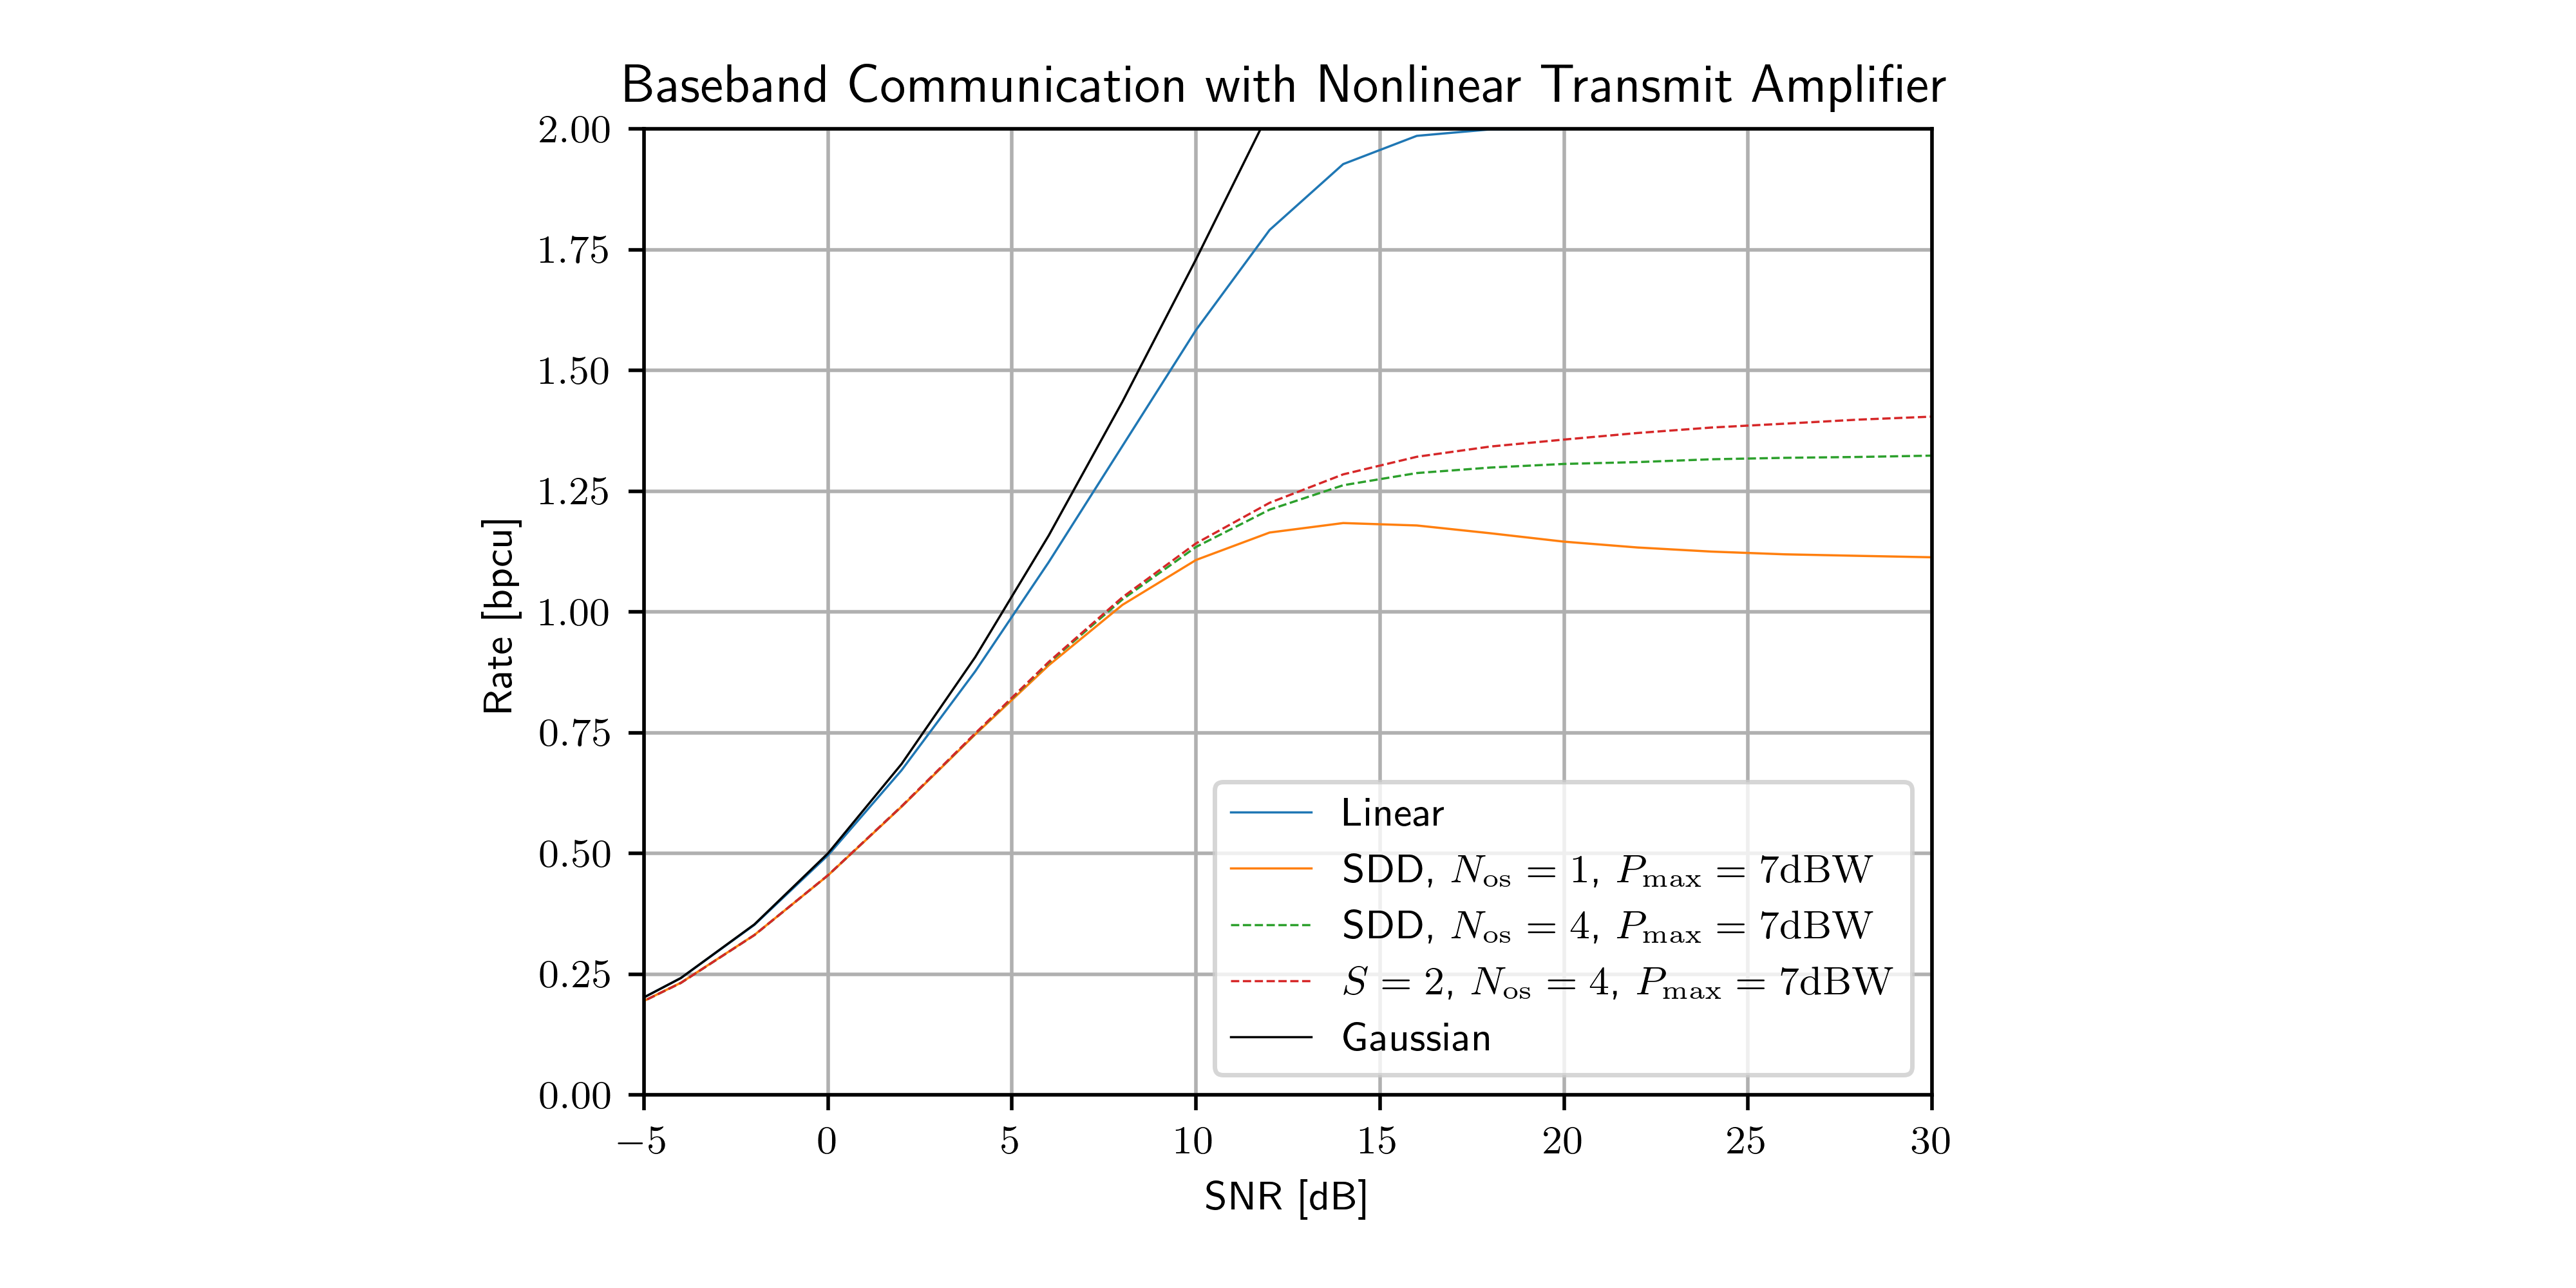 Baseband Communication with Nonlinear Transmit Amplifier
2.00
1.75
1.50
1.25
1.00
0.75
0.50
0.25
0.00
Rate [bpcu]
−5 0 5 10 15 20 25 30
SNR [dB]
Linear
SDD, N_os = 1, P_max = 7dBW
SDD, N_os = 4, P_max = 7dBW
S = 2, N_os = 4, P_max = 7dBW
Gaussian